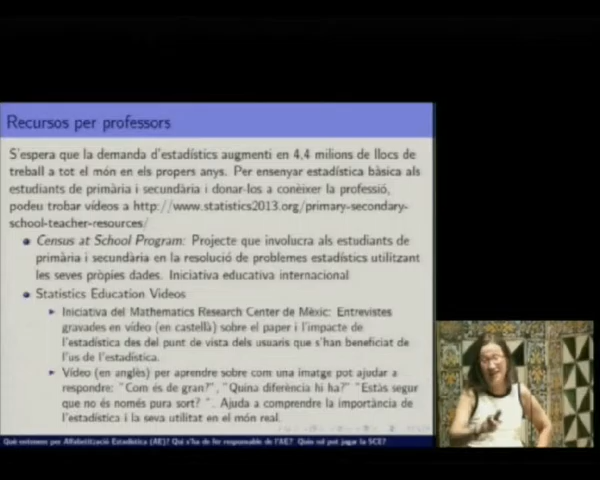 Recursos per professors
S'espera que la demanda d'estadístics augmenti en 4,4 milions de llocs de
treball a tot el món en els propers anys. Per ensenyar estadística bàsica als
estudiants de primària i secundària i donar-los a conèixer la professió,
podeu trobar vídeos a http://www.statistics2013.org/primary-secondary-
school-teacher-resources/
Census at School Program: Projecte que involucra als estudiants de
primària i secundària en la resolució de problemes estadístics utilitzant
les seves pròpies dades. Iniciativa educativa internacional
Statistics Education Videos
Iniciativa del Mathematics Research Center de Mèxic: Entrevistes
gravades en vídeo (en castellà) sobre el paper i l'impacte de
l'estadística des del punt de vista dels usuaris que s'han beneficiat de
l'us de l'estadística.
Vídeo (en anglès) per aprendre sobre com una imatge pot ajudar a
respondre: "Com és de gran?", "Quina diferència hi ha?" "Estàs segur
que no és només pura sort? ". Ajuda a comprendre la importància de
l'estadística i la seva utilitat en el món real.
Què entenem per Alfabetització Estadística (AE)? Qui s'ha de fer responsable de l'AE? Quin rol pot jugar la SCE?